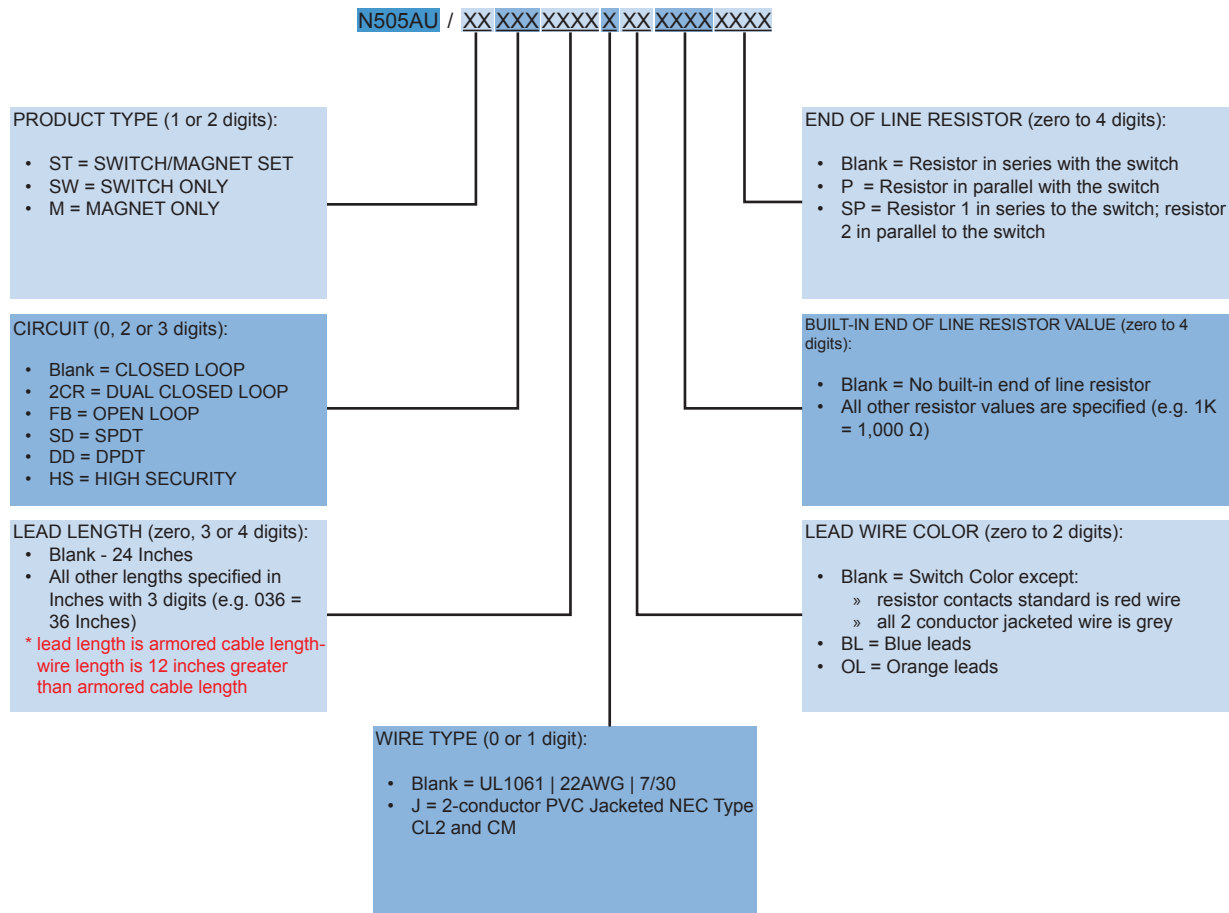 N505AU / XX XXX XXXX X XX XXXX XXXX
PRODUCT TYPE (1 or 2 digits):
• ST = SWITCH/MAGNET SET
• SW = SWITCH ONLY
• M = MAGNET ONLY
CIRCUIT (0, 2 or 3 digits):
• Blank = CLOSED LOOP
• 2CR = DUAL CLOSED LOOP
• FB = OPEN LOOP
• SD = SPDT
• DD = DPDT
• HS = HIGH SECURITY
LEAD LENGTH (zero, 3 or 4 digits):
• Blank - 24 Inches
• All other lengths specified in
Inches with 3 digits (e.g. 036 =
36 Inches)
* lead length is armored cable length-
wire length is 12 inches greater
than armored cable length
WIRE TYPE (0 or 1 digit):
• Blank = UL1061 | 22AWG | 7/30
• J = 2-conductor PVC Jacketed NEC Type
CL2 and CM
END OF LINE RESISTOR (zero to 4 digits):
• Blank = Resistor in series with the switch
• P = Resistor in parallel with the switch
• SP = Resistor 1 in series to the switch; resistor
2 in parallel to the switch
BUILT-IN END OF LINE RESISTOR VALUE (zero to 4
digits):
• Blank = No built-in end of line resistor
• All other resistor values are specified (e.g. 1K
= 1,000 Ω)
LEAD WIRE COLOR (zero to 2 digits):
• Blank = Switch Color except:
» resistor contacts standard is red wire
» all 2 conductor jacketed wire is grey
• BL = Blue leads
• OL = Orange leads